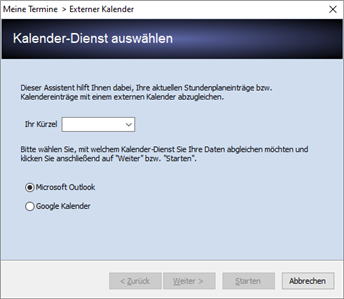 Meine Termine > Externer Kalender
Kalender-Dienst auswählen
Dieser Assistent hilft Ihnen dabei, Ihre aktuellen Stundenplaneinträge bzw.
Kalendereinträge mit einem externen Kalender abzugleichen.
Ihr Kürzel
Bitte wählen Sie, mit welchem Kalender-Dienst Sie Ihre Daten abgleichen möchten und
klicken Sie anschließend auf "Weiter" bzw. "Starten".
Microsoft Outlook
Google Kalender
< Zurück Weiter > Starten Abbrechen